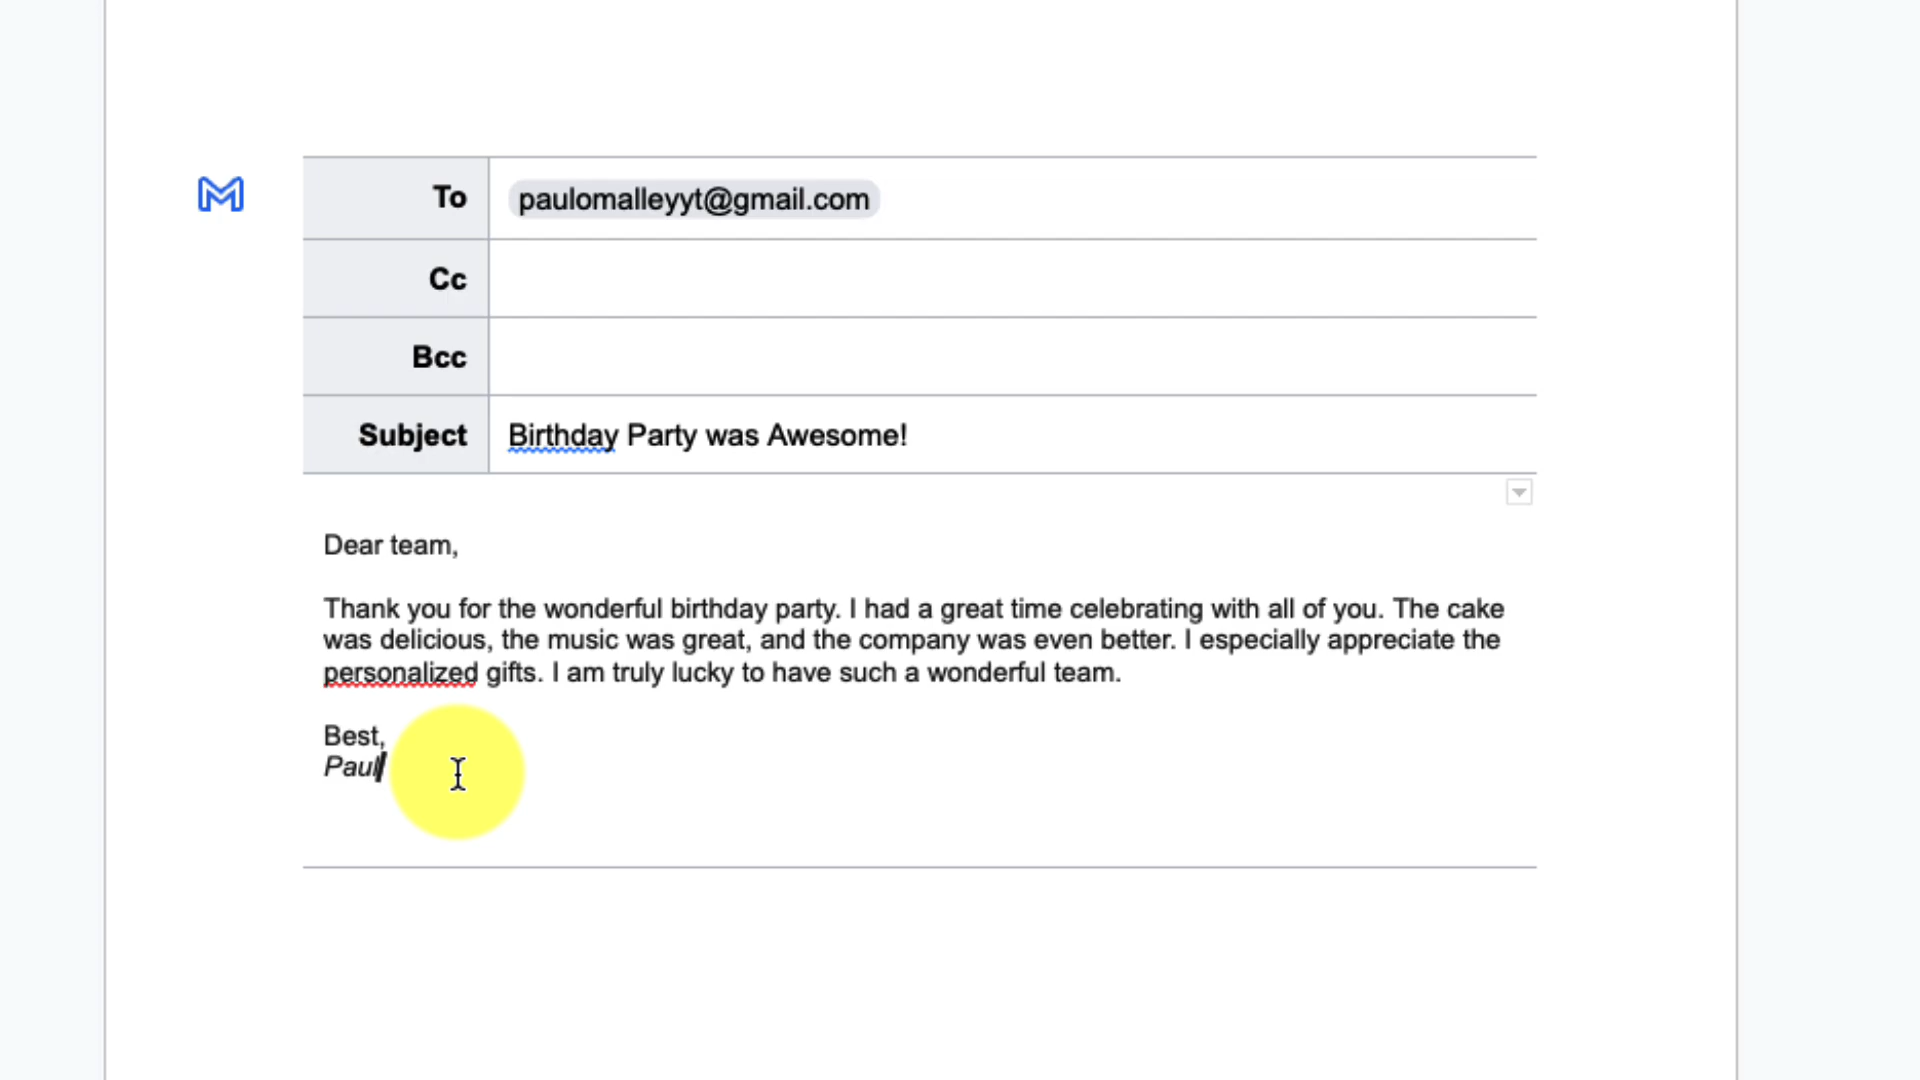 To paulomalleyyt@gmail.com
Cc
Bcc
Subject Birthday Party was Awesome!
Dear team,
Thank you for the wonderful birthday party. I had a great time celebrating with all of you. The cake
was delicious, the music was great, and the company was even better. I especially appreciate the
personalized gifts. I am truly lucky to have such a wonderful team.
Best,
Paul